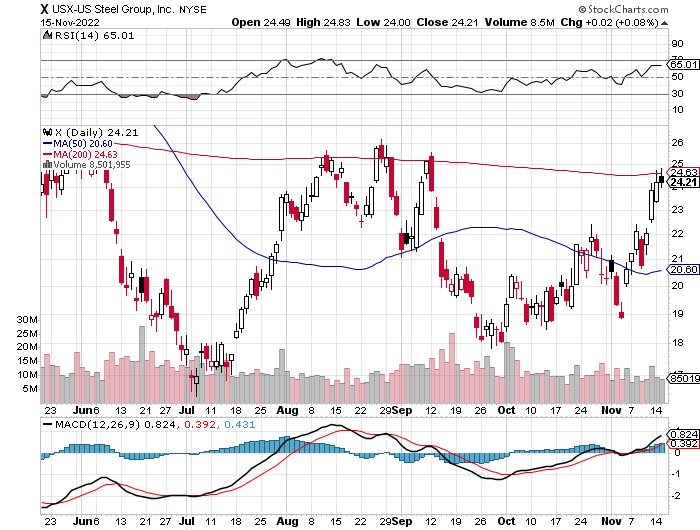 X USX-US Steel Group, Inc. NYSE © StockCharts.com
15-Nov-2022 Open 24.49 High 24.83 Low 24.00 Close 24.21 Volume 8.5M Chg +0.02 (+0.08%)
RSI(14) 65.01
90
70
65.01
50
30
10
X (Daily) 24.21
MA(50) 20.60
MA(200) 24.63
Volume 8,501,955
26
25
24.63
24.21
23
22
21
20.60
20
19
18
17
30M
25M
20M
15M
10M
5M
85019
23 Jun 6 13 21 27 Jul 11 18 25 Aug 8 15 22 29 Sep 12 19 26 Oct 10 17 24 Nov 7 14
MACD(12,26,9) 0.824, 0.392, 0.431
1
0.824
0.392
0
-1
-2
23 Jun 6 13 21 27 Jul 11 18 25 Aug 8 15 22 29 Sep 12 19 26 Oct 10 17 24 Nov 7 14